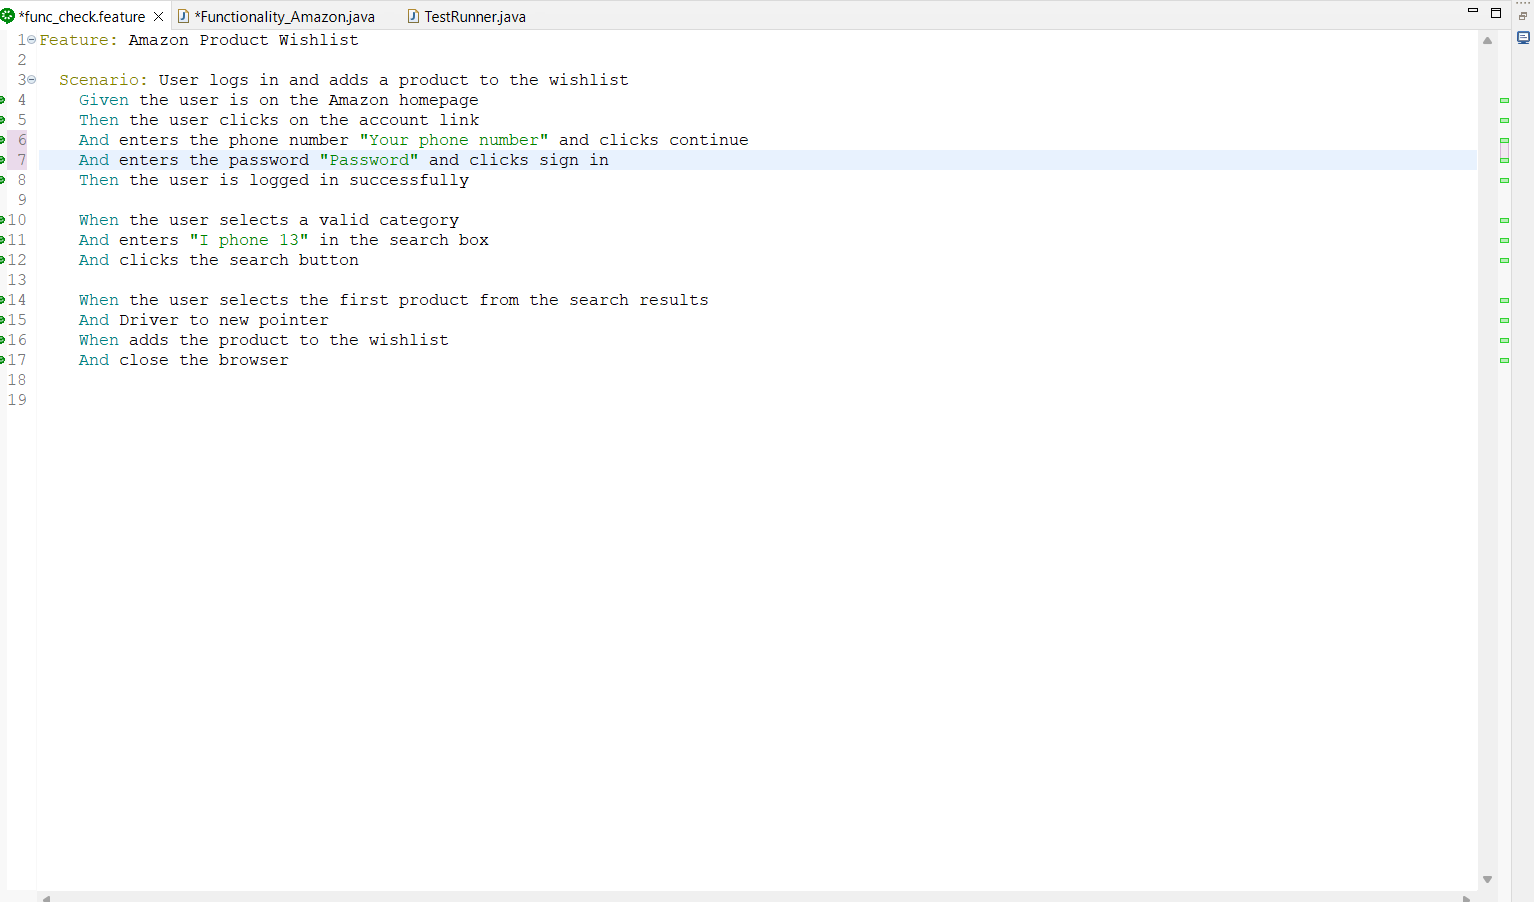 *func_check.feature *Functionality_Amazon.java TestRunner.java
1 Feature: Amazon Product Wishlist
2
3 Scenario: User logs in and adds a product to the wishlist
4 Given the user is on the Amazon homepage
5 Then the user clicks on the account link
6 And enters the phone number "Your phone number" and clicks continue
7 And enters the password "Password" and clicks sign in
8 Then the user is logged in successfully
9
10 When the user selects a valid category
11 And enters "I phone 13" in the search box
12 And clicks the search button
13
14 When the user selects the first product from the search results
15 And Driver to new pointer
16 When adds the product to the wishlist
17 And close the browser
18
19